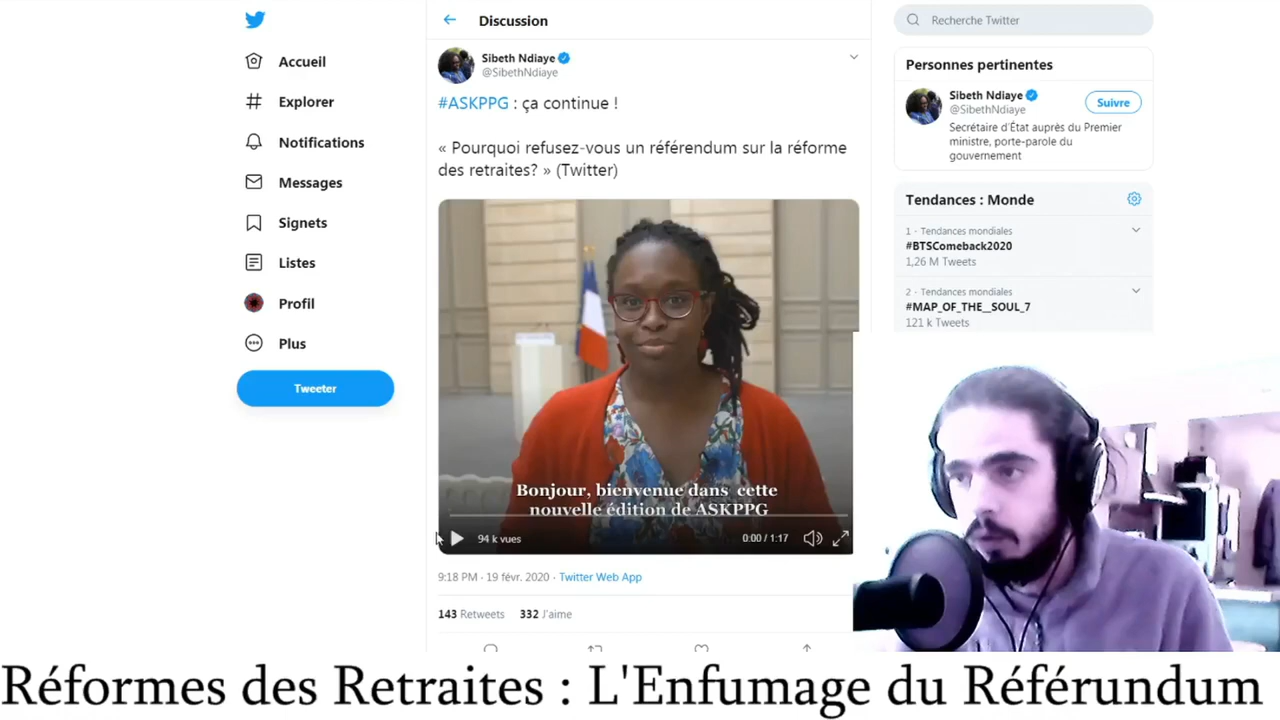 Accueil
Explorer
Notifications
Messages
Signets
Listes
Profil
Plus
Tweeter
Discussion
Sibeth Ndiaye
@SibethNdiaye
#ASKPPG : ça continue !
« Pourquoi refusez-vous un référendum sur la réforme
des retraites? » (Twitter)
Bonjour, bienvenue dans cette
nouvelle édition de ASKPPG
94 k vues
0:00 / 1:17
9:18 PM · 19 févr. 2020 · Twitter Web App
143 Retweets 332 J'aime
Recherche Twitter
Personnes pertinentes
Sibeth Ndiaye
@SibethNdiaye
Suivre
Secrétaire d'État auprès du Premier
ministre, porte-parole du
gouvernement
Tendances : Monde
1 · Tendances mondiales
#BTSComeback2020
1,26 M Tweets
2 · Tendances mondiales
#MAP_OF_THE_SOUL_7
121 k Tweets
Réformes des Retraites : L'Enfumage du Référundum